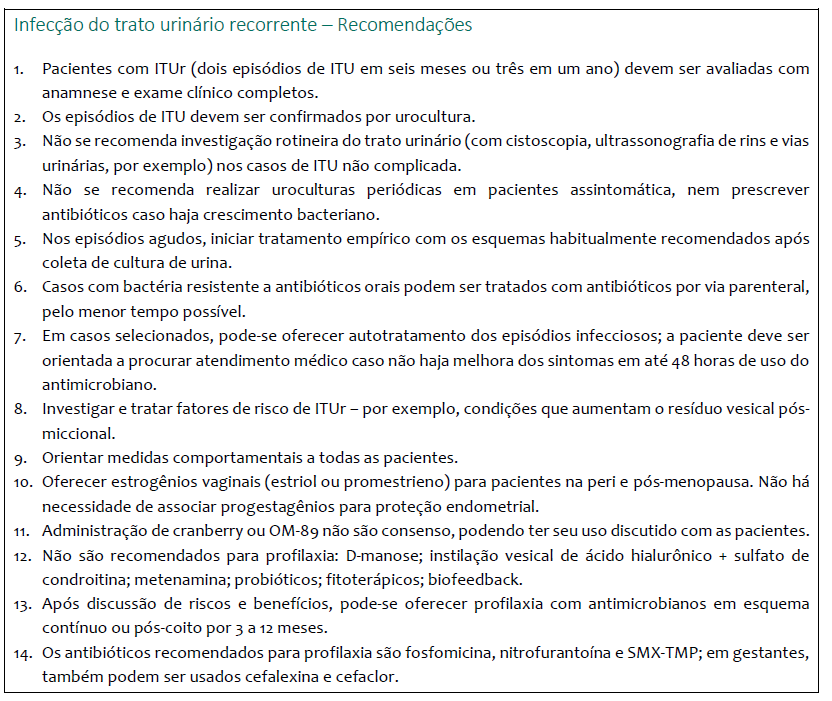 Infecção do trato urinário recorrente – Recomendações
1. Pacientes com ITUr (dois episódios de ITU em seis meses ou três em um ano) devem ser avaliadas com
anamnese e exame clínico completos.
2. Os episódios de ITU devem ser confirmados por urocultura.
3. Não se recomenda investigação rotineira do trato urinário (com cistoscopia, ultrassonografia de rins e vias
urinárias, por exemplo) nos casos de ITU não complicada.
4. Não se recomenda realizar uroculturas periódicas em pacientes assintomática, nem prescrever
antibióticos caso haja crescimento bacteriano.
5. Nos episódios agudos, iniciar tratamento empírico com os esquemas habitualmente recomendados após
coleta de cultura de urina.
6. Casos com bactéria resistente a antibióticos orais podem ser tratados com antibióticos por via parenteral,
pelo menor tempo possível.
7. Em casos selecionados, pode-se oferecer autotratamento dos episódios infecciosos; a paciente deve ser
orientada a procurar atendimento médico caso não haja melhora dos sintomas em até 48 horas de uso do
antimicrobiano.
8. Investigar e tratar fatores de risco de ITUr – por exemplo, condições que aumentam o resíduo vesical pós-
miccional.
9. Orientar medidas comportamentais a todas as pacientes.
10. Oferecer estrogênios vaginais (estriol ou promestrieno) para pacientes na peri e pós-menopausa. Não há
necessidade de associar progestagênios para proteção endometrial.
11. Administração de cranberry ou OM-89 não são consenso, podendo ter seu uso discutido com as pacientes.
12. Não são recomendados para profilaxia: D-manose; instilação vesical de ácido hialurônico + sulfato de
condroitina; metenamina; probióticos; fitoterápicos; biofeedback.
13. Após discussão de riscos e benefícios, pode-se oferecer profilaxia com antimicrobianos em esquema
contínuo ou pós-coito por 3 a 12 meses.
14. Os antibióticos recomendados para profilaxia são fosfomicina, nitrofurantoína e SMX-TMP; em gestantes,
também podem ser usados cefalexina e cefaclor.